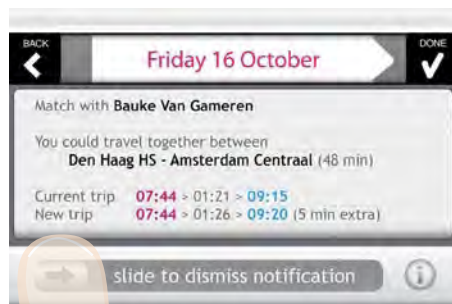 BACK
Friday 16 October
DONE
Match with Bauke Van Gameren
You could travel together between
Den Haag HS - Amsterdam Centraal (48 min)
Current trip 07:44 > 01:21 > 09:15
New trip 07:44 > 01:26 > 09:20 (5 min extra)
slide to dismiss notification
i